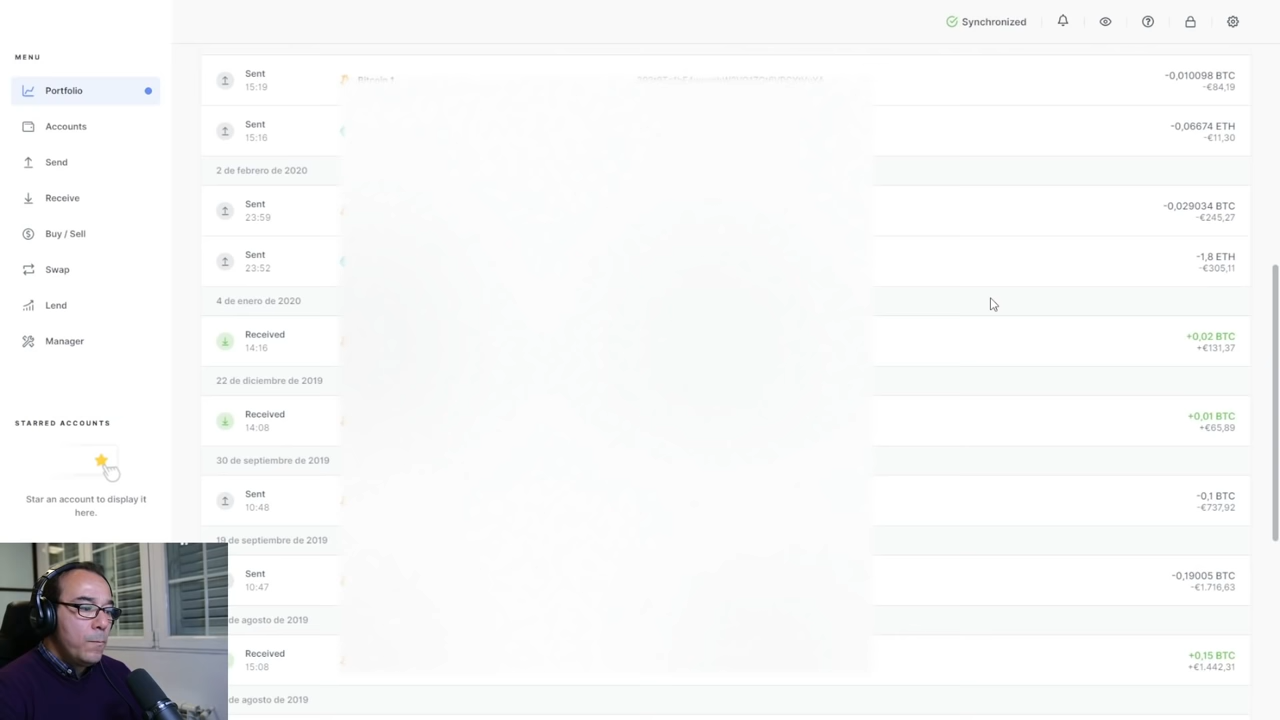 Synchronized
MENU
Portfolio
Accounts
Send
Receive
Buy / Sell
Swap
Lend
Manager
STARRED ACCOUNTS
Star an account to display it
here.
Sent
15:19
Bitcoin 1
-0,010098 BTC
-€84,19
Sent
15:16
-0,06674 ETH
-€11,30
2 de febrero de 2020
Sent
23:59
-0,029034 BTC
-€245,27
Sent
23:52
-1,8 ETH
-€305,11
4 de enero de 2020
Received
14:16
+0,02 BTC
+€131,37
22 de diciembre de 2019
Received
14:08
+0,01 BTC
+€65,89
30 de septiembre de 2019
Sent
10:48
-0,1 BTC
-€737,92
19 de septiembre de 2019
Sent
10:47
-0,19005 BTC
-€1.716,63
de agosto de 2019
Received
15:08
+0,15 BTC
+€1.442,31
de agosto de 2019